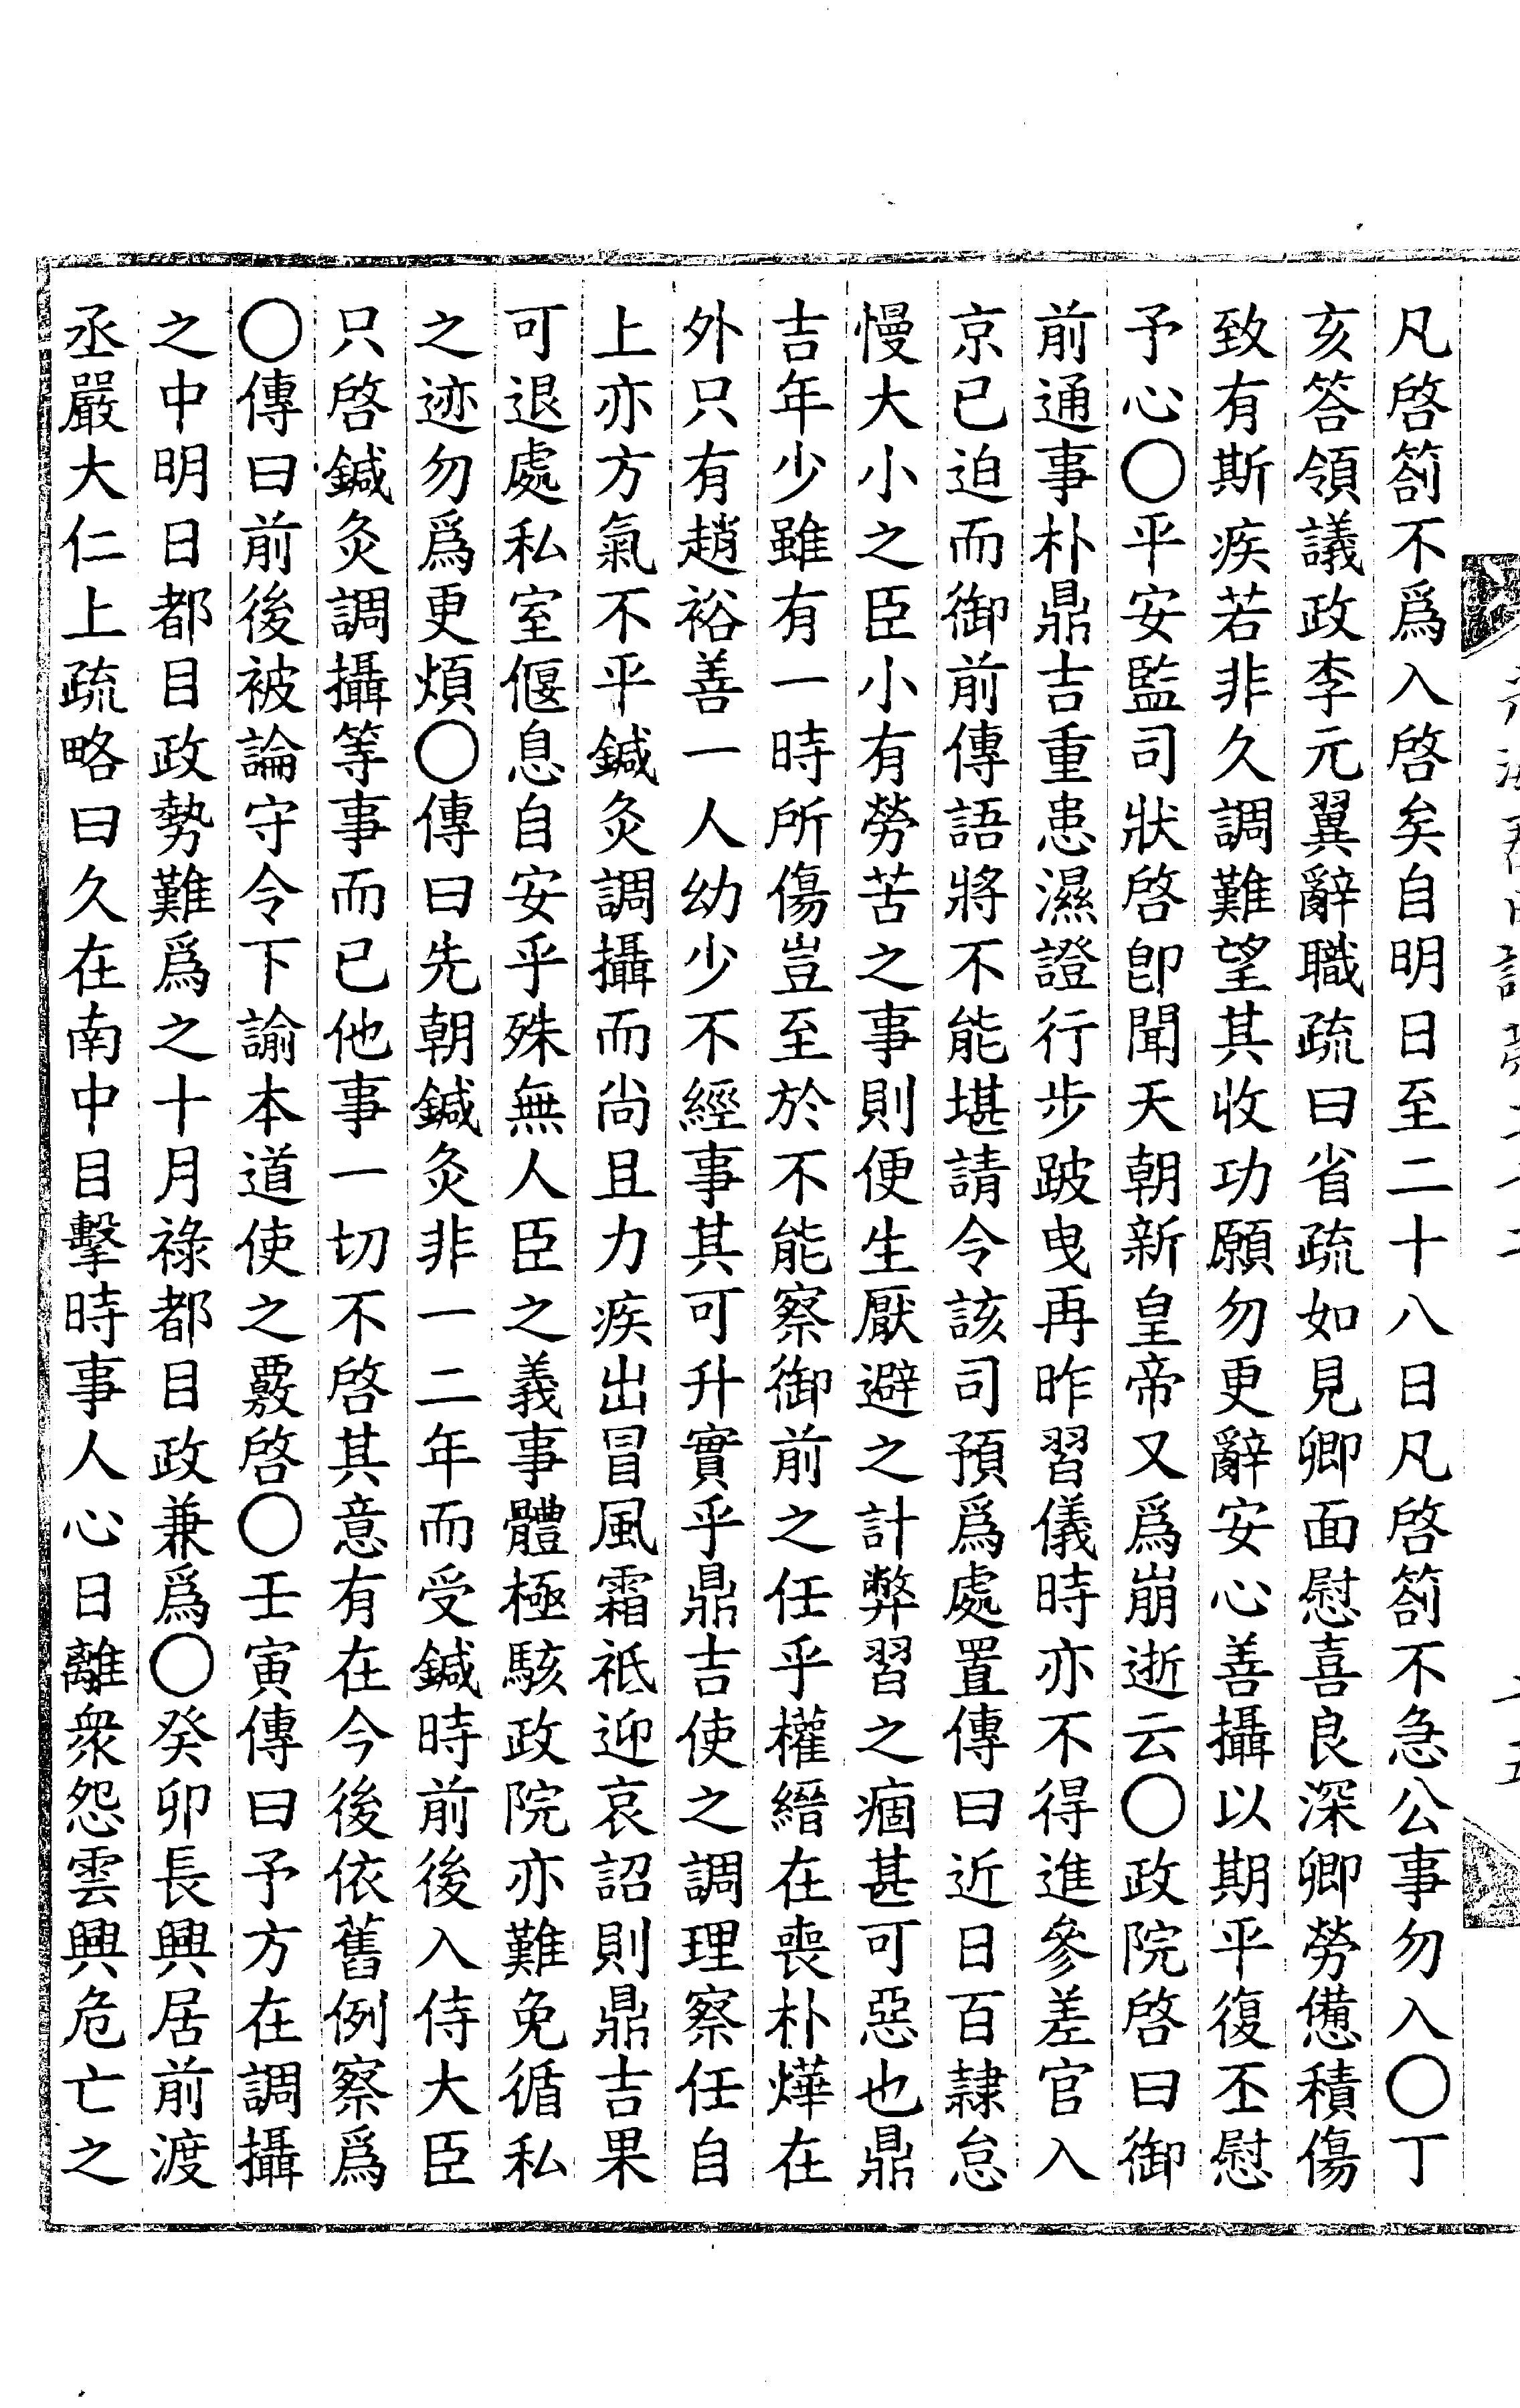 凡啓劄不爲入啓矣自明日至二十八日凡啓劄不急公事勿入〇丁
亥答領議政李元翼辭職疏曰省疏如見卿面慰喜良深卿勞憊積傷
致有斯疾若非久調難望其收功願勿更辭安心善攝以期平復丕慰
予心〇平安監司狀啓卽聞天朝新皇帝又爲崩逝云〇政院啓曰御
前通事朴鼎吉重患濕證行步跛曳再昨習儀時亦不得進參差官入
京已迫而御前傳語將不能堪請令該司預爲處置傳曰近日百隷怠
慢大小之臣小有勞苦之事則便生厭避之計弊習之痼甚可惡也鼎
吉年少雖有一時所傷豈至於不能察御前之任乎權縉在喪朴燁在
外只有趙裕善一人幼少不經事其可升實乎鼎吉使之調理察任自
上亦方氣不平鍼灸調攝而尚且力疾出冒風霜祗迎哀詔則鼎吉果
可退處私室偃息自安乎殊無人臣之義事體極駭政院亦難免循私
之迹勿爲更煩〇傳曰先朝鍼灸非一二年而受鍼時前後入侍大臣
只啓鍼灸調攝等事而已他事一切不啓其意有在今後依舊例察爲
〇傳曰前後被論守令下諭本道使之覈啓〇壬寅傳曰予方在調攝
之中明日都目政勢難爲之十月祿都目政兼爲〇癸卯長興居前渡
丞嚴大仁上疏略曰久在南中目擊時事人心日離衆怨雲興危亡之